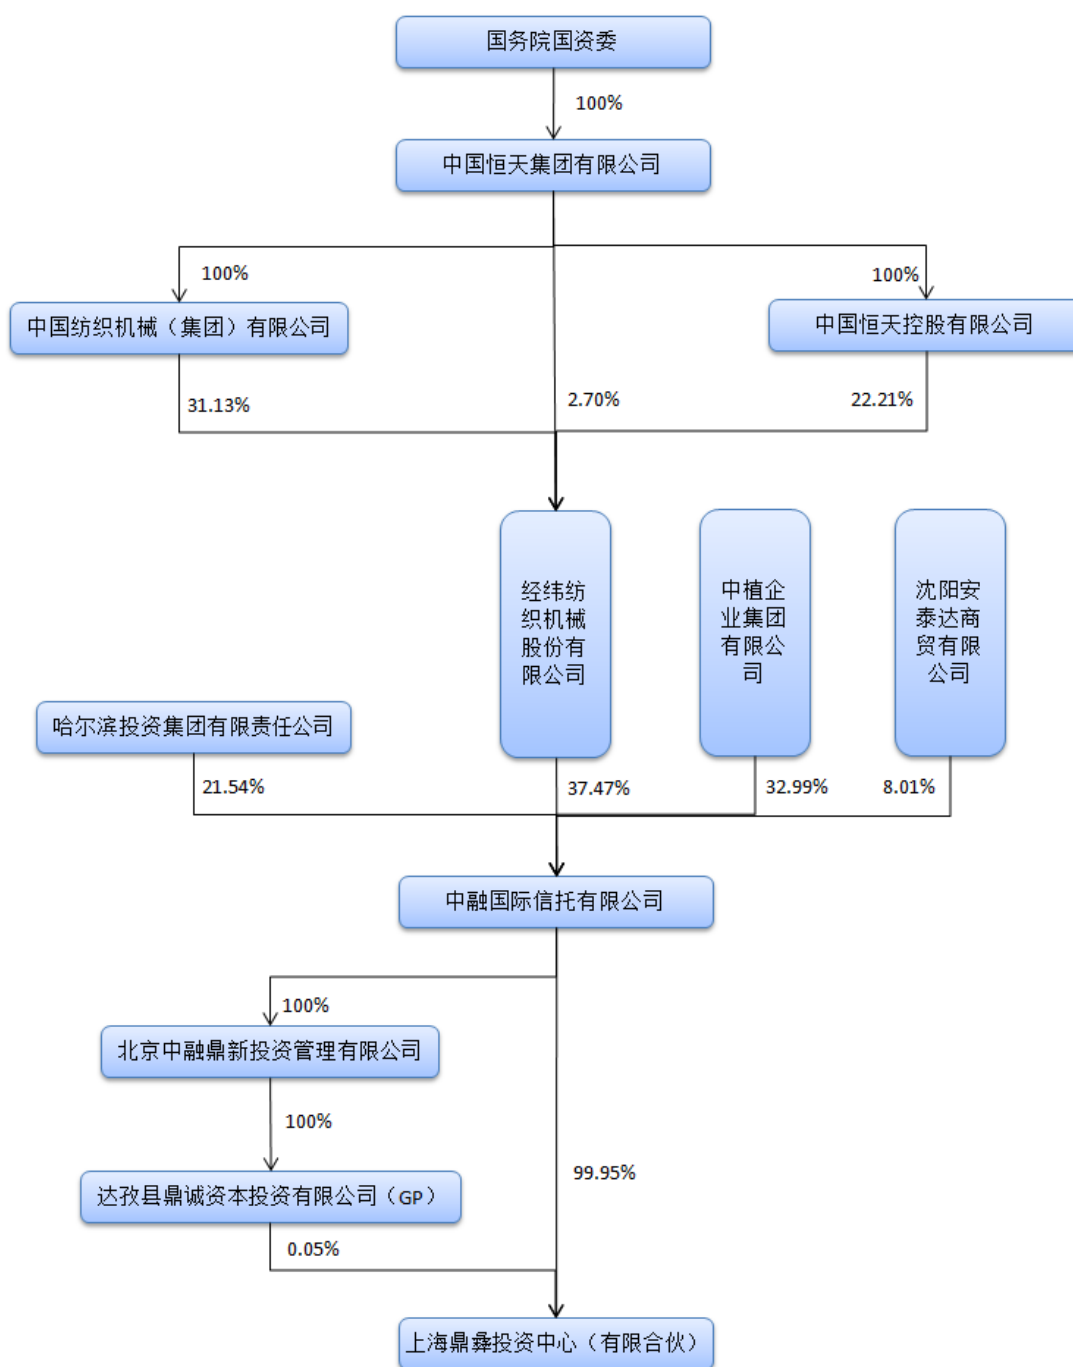 国务院国资委
100%
中国恒天集团有限公司
100%
100%
中国纺织机械（集团）有限公司
中国恒天控股有限公司
31.13%
2.70%
22.21%
经纬纺
织机械
股份有
限公司
中植企
业集团
有限公
司
沈阳安
泰达商
贸有限
公司
哈尔滨投资集团有限责任公司
21.54%
37.47%
32.99%
8.01%
中融国际信托有限公司
100%
北京中融鼎新投资管理有限公司
100%
99.95%
达孜县鼎诚资本投资有限公司（GP）
0.05%
上海鼎彝投资中心（有限合伙）